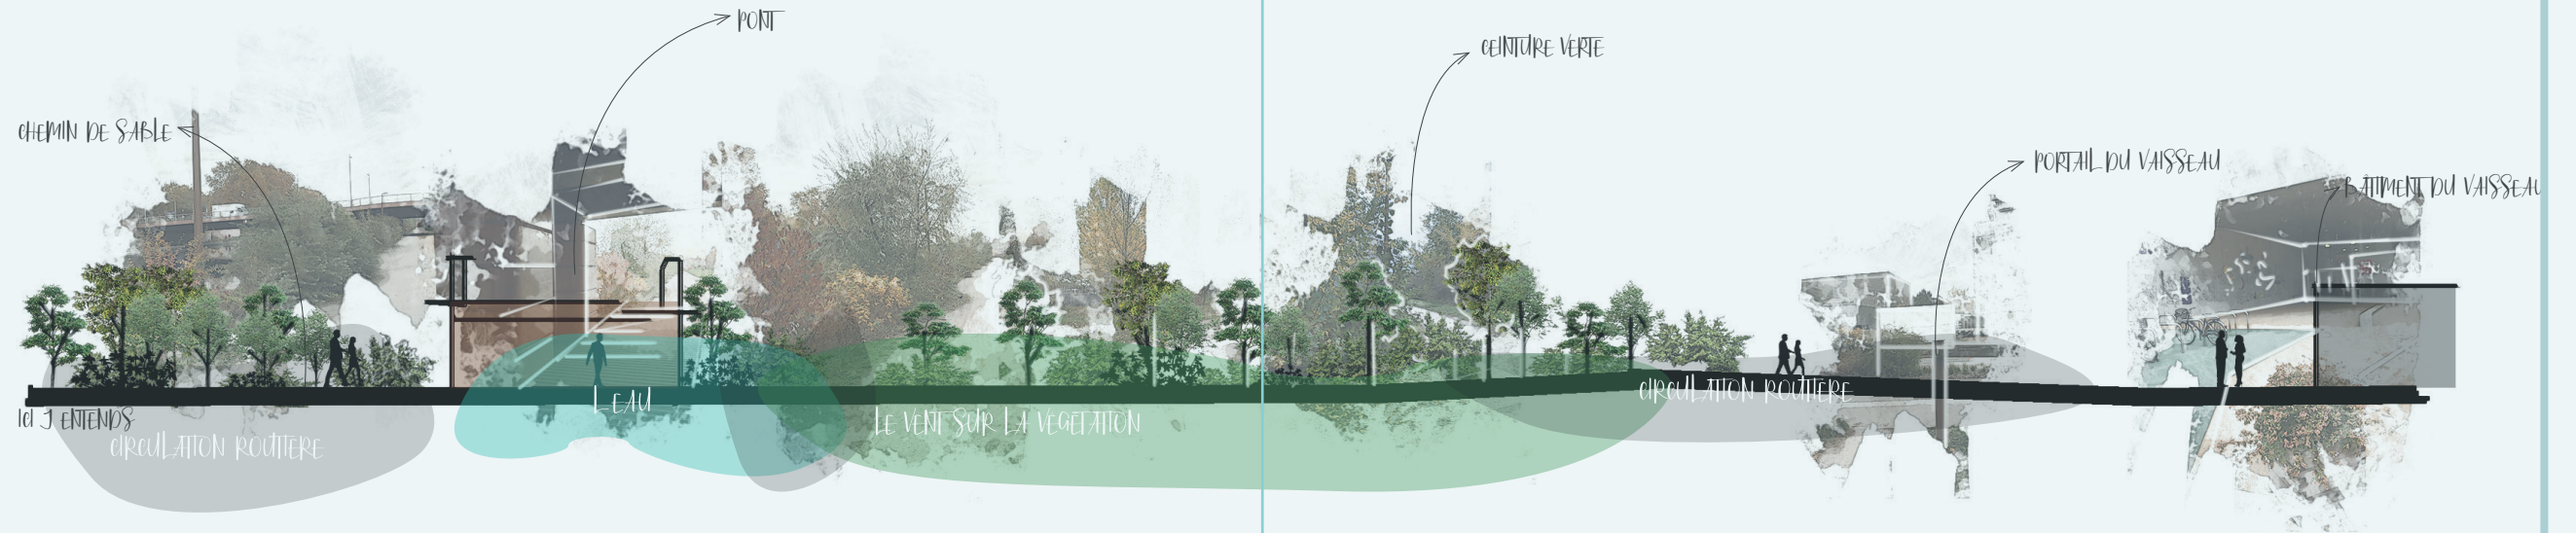 PONT
CEINTURE VERTE
CHEMIN DE SABLE
PORTAIL DU VAISSEAU
BATIMENT DU VAISSEAU
CIRCULATION ROUTIERE
L EAU
ICI J ENTENDS
LE VENT SUR LA VEGETATION
CIRCULATION ROUTIERE